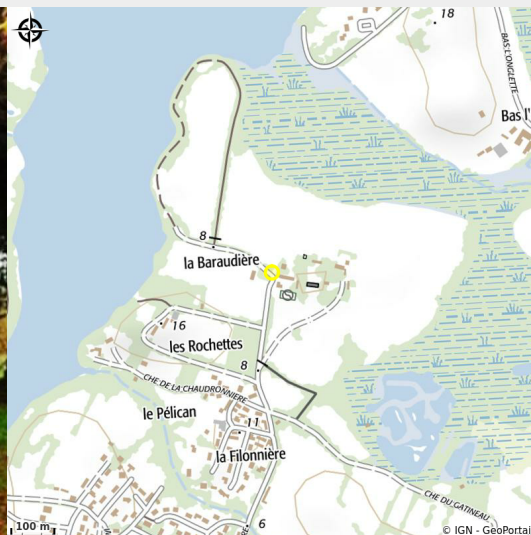 18
BAS L'ONGLETTE
Bas l'
8
la Baraudière
16
les Rochettes
8
CHE DE LA CHAUDRONNIERE
le Pélican
11
la Filonnière
CHE DU GATINEAU
6
100 m
© IGN - GeoPortai